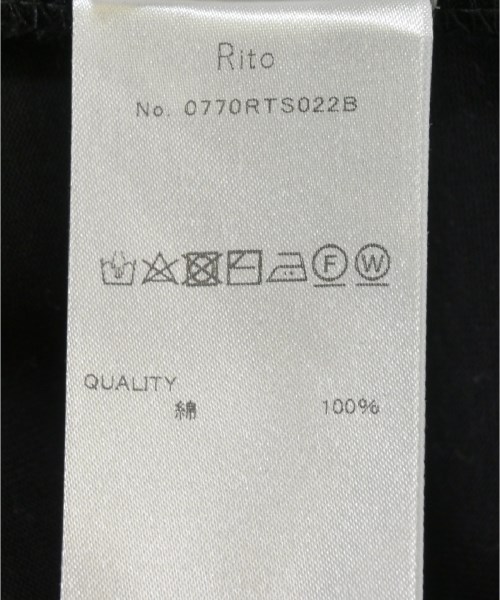 Rito
No. 0770RTS022B
F W
QUALITY
綿 100%